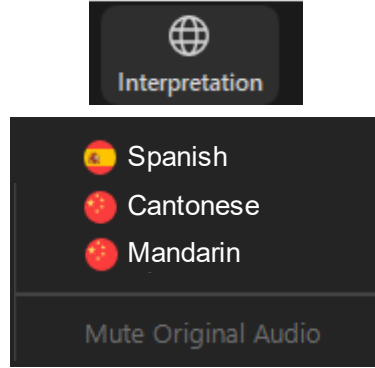 Interpretation
Spanish
Cantonese
Mandarin
Mute Original Audio